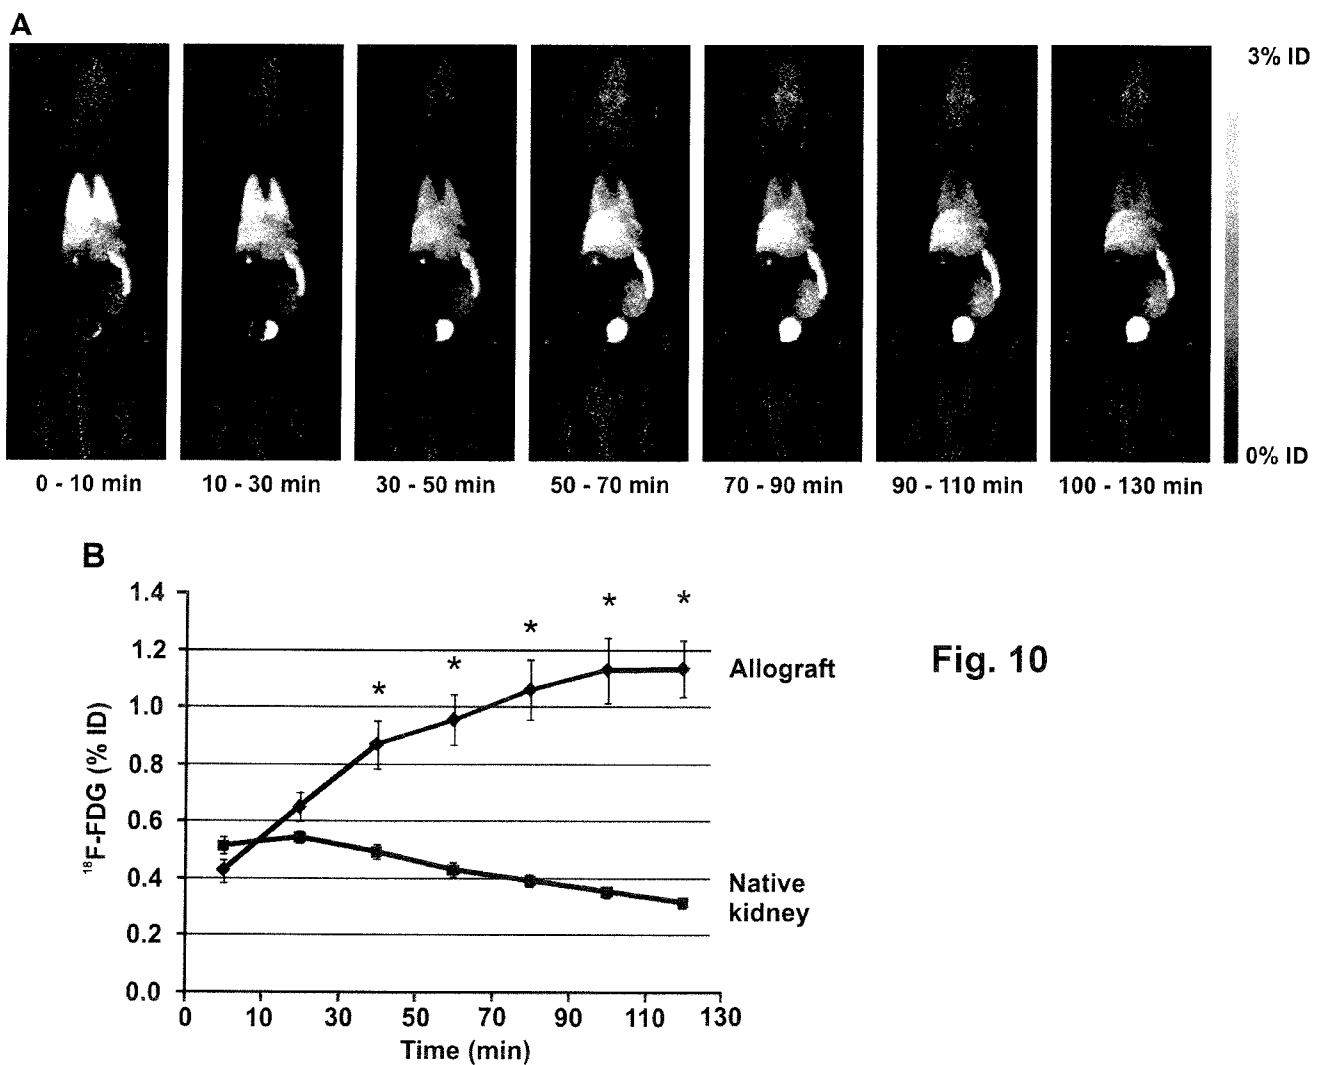 A
3% ID
0% ID
0 - 10 min
10 - 30 min
30 - 50 min
50 - 70 min
70 - 90 min
90 - 110 min
100 - 130 min
B
1.4
1.2
1.0
0.8
0.6
0.4
0.2
0.0
¹⁸F-FDG (% ID)
* * * * *
Allograft
Native
kidney
0 10 30 50 70 90 110 130
Time (min)
Fig. 10